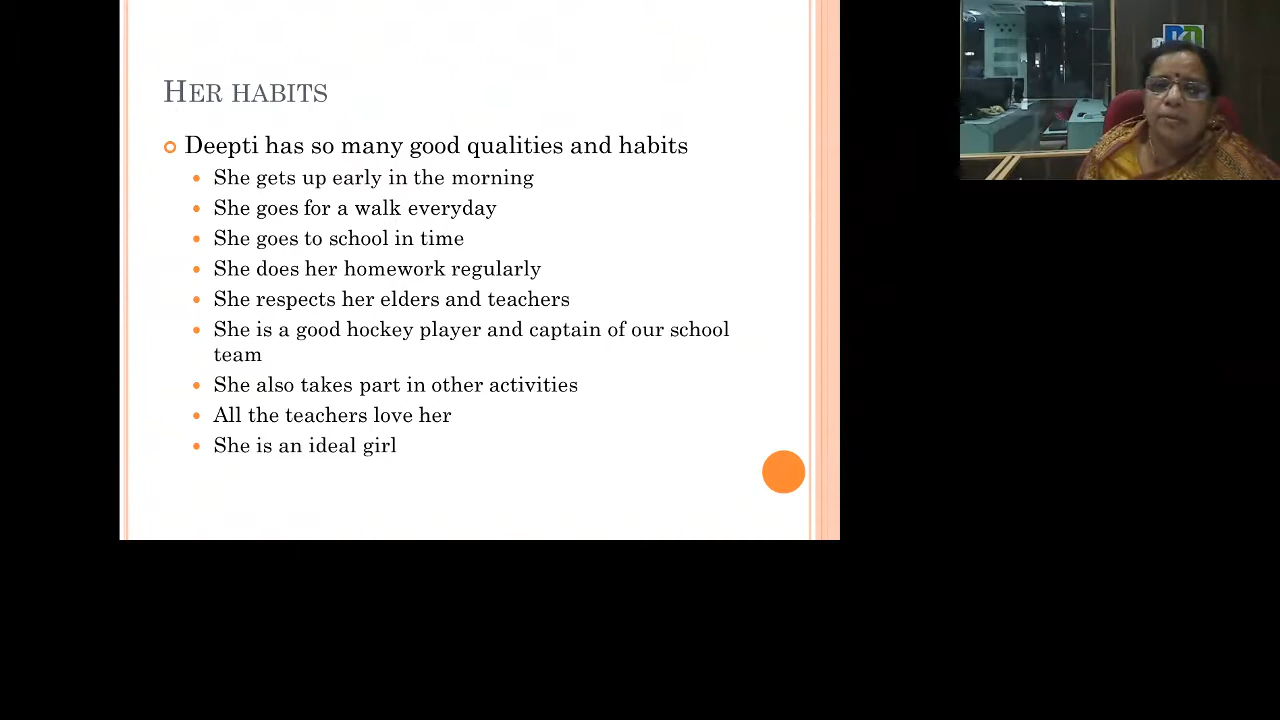 HER HABITS
Deepti has so many good qualities and habits
She gets up early in the morning
She goes for a walk everyday
She goes to school in time
She does her homework regularly
She respects her elders and teachers
She is a good hockey player and captain of our school
team
She also takes part in other activities
All the teachers love her
She is an ideal girl